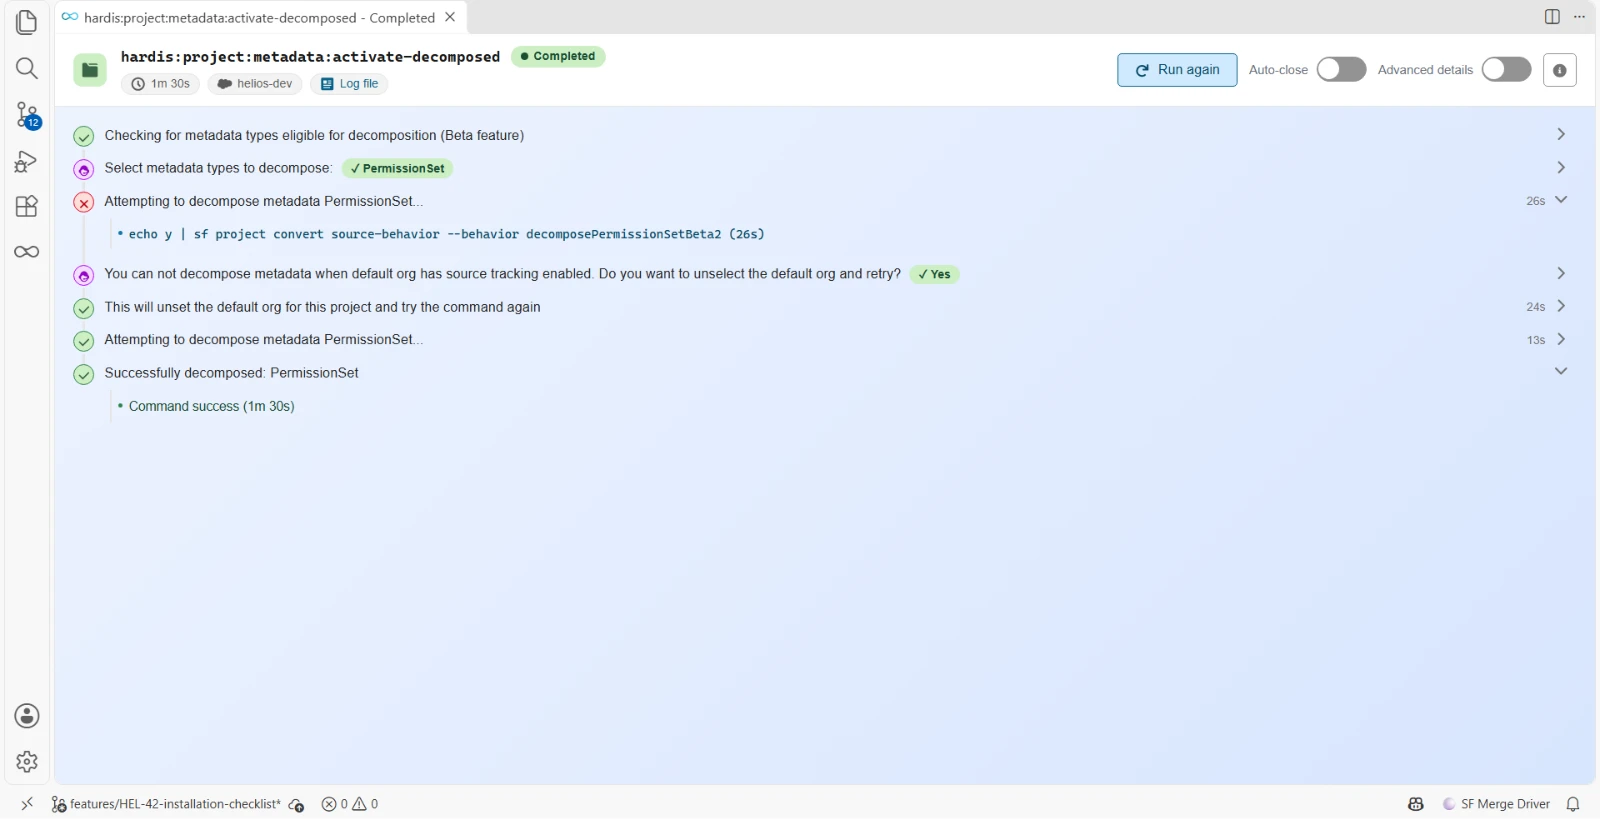 hardis:project:metadata:activate-decomposed - Completed
hardis:project:metadata:activate-decomposed
Completed
1m 30s
helios-dev
Log file
Run again
Auto-close
Advanced details
12
Checking for metadata types eligible for decomposition (Beta feature)
Select metadata types to decompose: ✓ PermissionSet
Attempting to decompose metadata PermissionSet... 26s
• echo y | sf project convert source-behavior --behavior decomposePermissionSetBeta2 (26s)
You can not decompose metadata when default org has source tracking enabled. Do you want to unselect the default org and retry? ✓ Yes
This will unset the default org for this project and try the command again 24s
Attempting to decompose metadata PermissionSet... 13s
Successfully decomposed: PermissionSet
• Command success (1m 30s)
features/HEL-42-installation-checklist* 0 0 SF Merge Driver